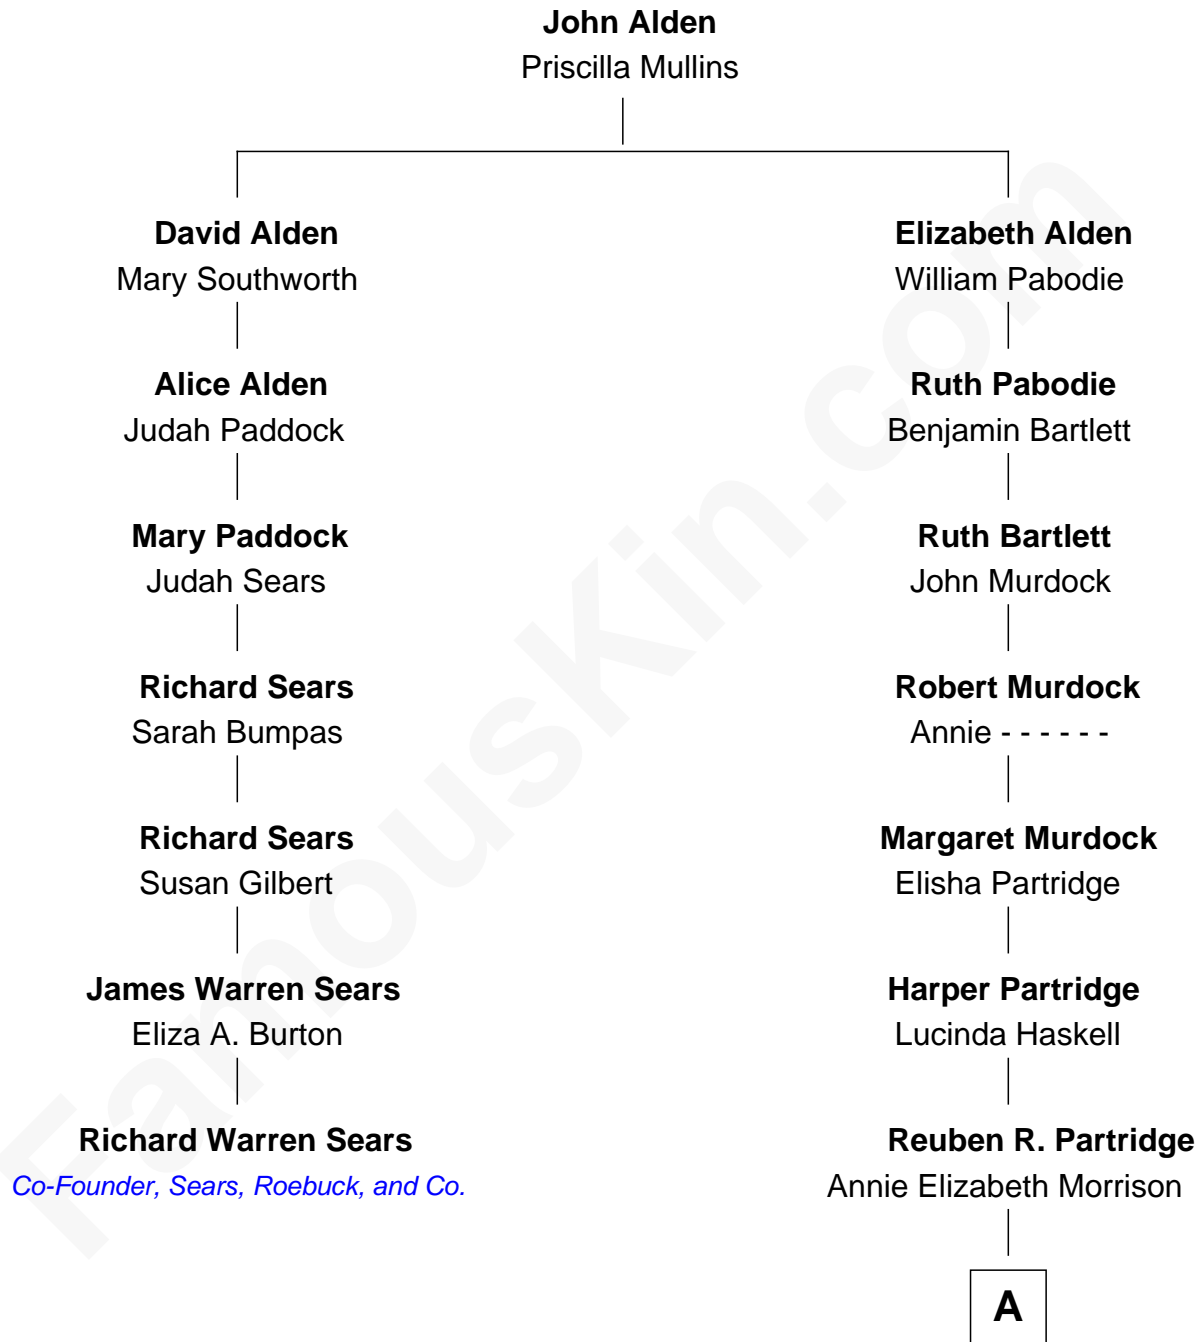 John Alden
Priscilla Mullins
David Alden
Mary Southworth
Alice Alden
Judah Paddock
Mary Paddock
Judah Sears
Richard Sears
Sarah Bumpas
Richard Sears
Susan Gilbert
James Warren Sears
Eliza A. Burton
Richard Warren Sears
Co-Founder, Sears, Roebuck, and Co.
Elizabeth Alden
William Pabodie
Ruth Pabodie
Benjamin Bartlett
Ruth Bartlett
John Murdock
Robert Murdock
Annie - - - - - -
Margaret Murdock
Elisha Partridge
Harper Partridge
Lucinda Haskell
Reuben R. Partridge
Annie Elizabeth Morrison
A
FamousKin.com